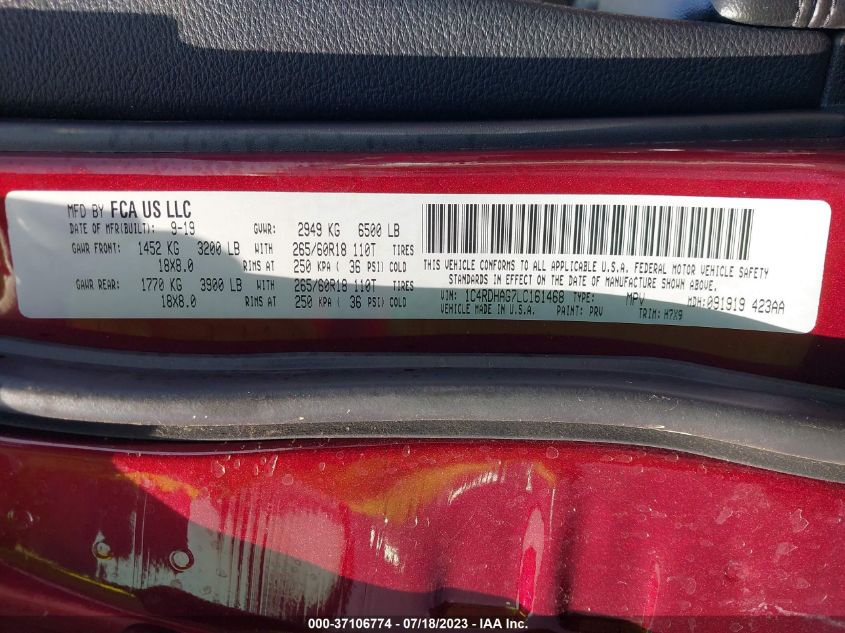 MFD BY FCA US LLC
DATE OF MFR(BUILT): 9-19 GVWR: 2949 KG 6500 LB
GAWR FRONT: 1452 KG 3200 LB WITH 265/60R18 110T TIRES
18X8.0 RIMS AT 250 KPA ( 36 PSI) COLD
GAWR REAR: 1770 KG 3900 LB WITH 265/60R18 110T TIRES
18X8.0 RIMS AT 250 KPA ( 36 PSI) COLD
THIS VEHICLE CONFORMS TO ALL APPLICABLE U.S.A. FEDERAL MOTOR VEHICLE SAFETY
STANDARDS IN EFFECT ON THE DATE OF MANUFACTURE SHOWN ABOVE.
VIN: 1C4RDHAG7LC161468 TYPE: MPV MDH: 091919 423AA
VEHICLE MADE IN U.S.A. PAINT: PRV TRIM: H7X9
000-37106774 / 07/18/2023 - IAA Inc.